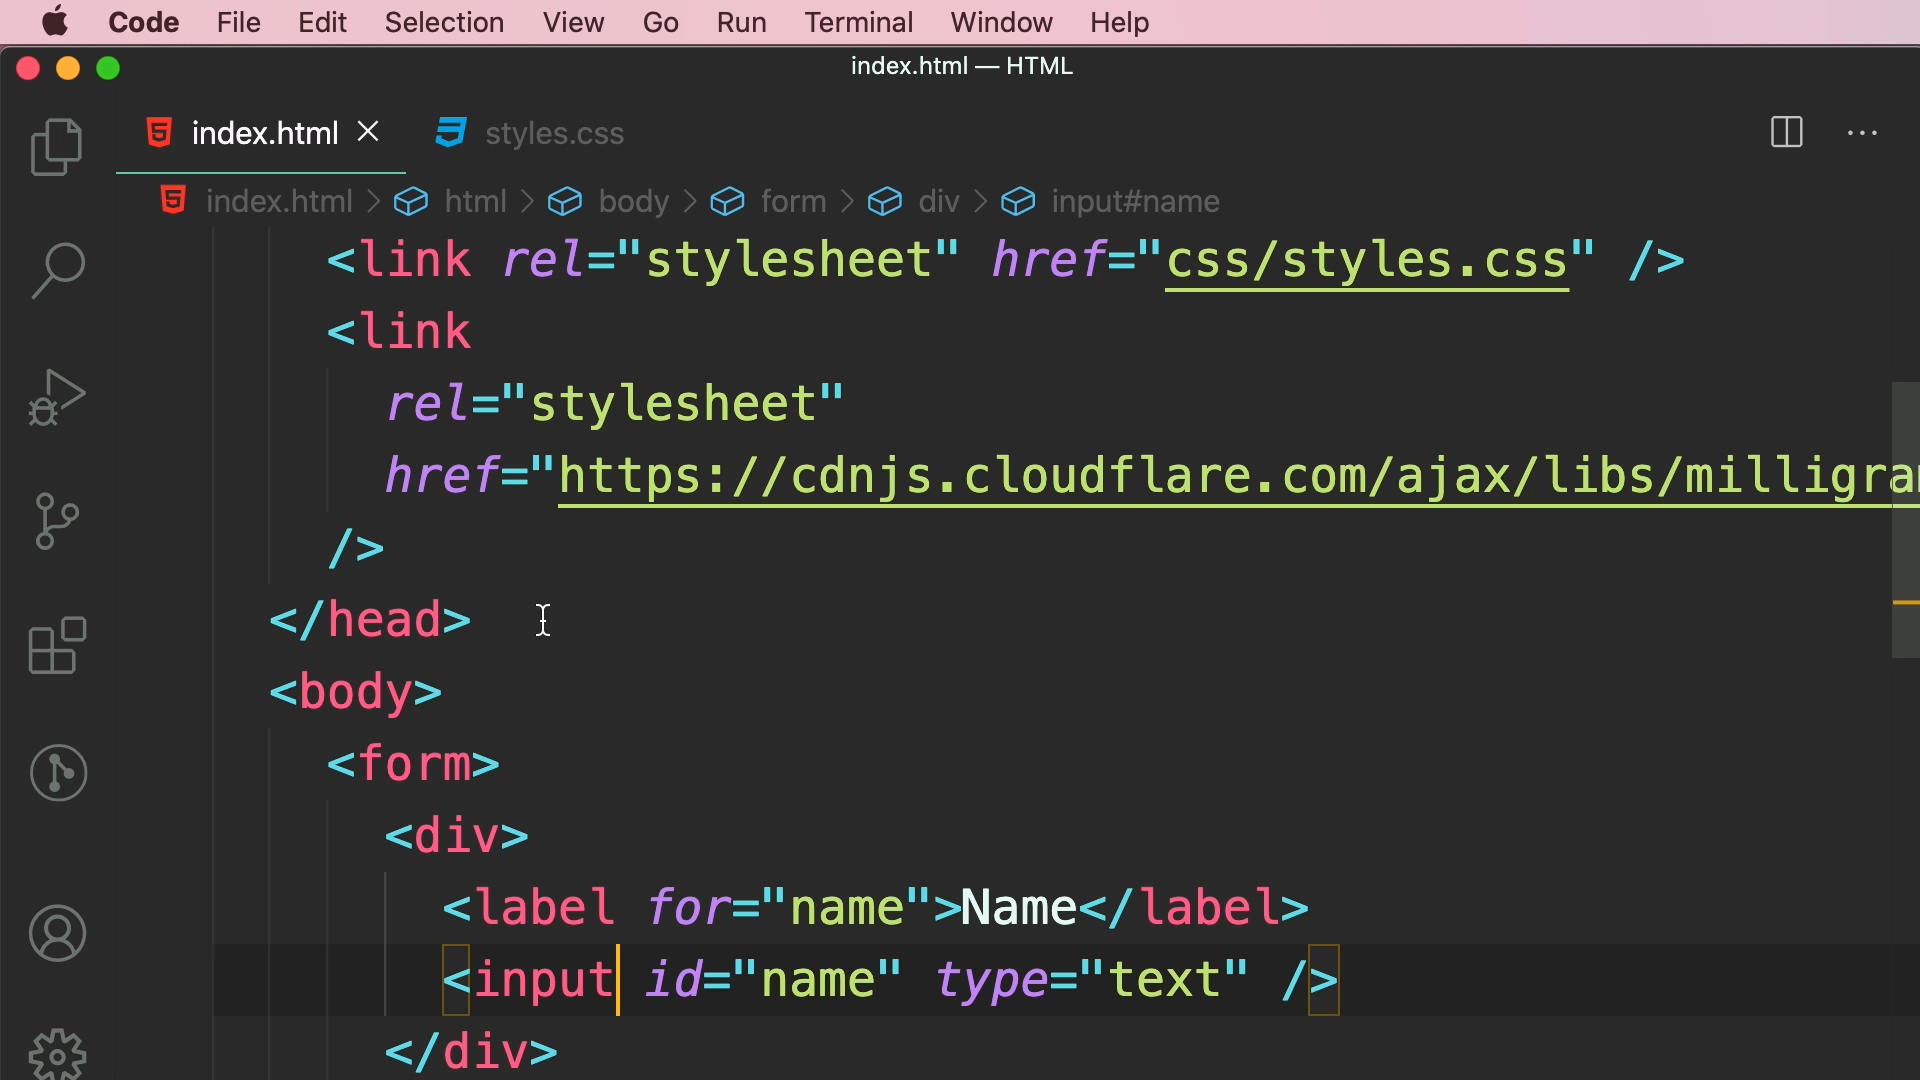 Code File Edit Selection View Go Run Terminal Window Help
index.html — HTML
index.html styles.css
index.html > html > body > form > div > input#name
<link rel="stylesheet" href="css/styles.css" />
<link
rel="stylesheet"
href="https://cdnjs.cloudflare.com/ajax/libs/milligra
/>
</head>
<body>
<form>
<div>
<label for="name">Name</label>
<input id="name" type="text" />
</div>